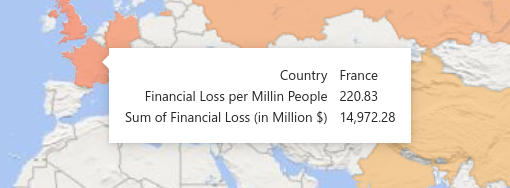 Country France
Financial Loss per Millin People 220.83
Sum of Financial Loss (in Million $) 14,972.28